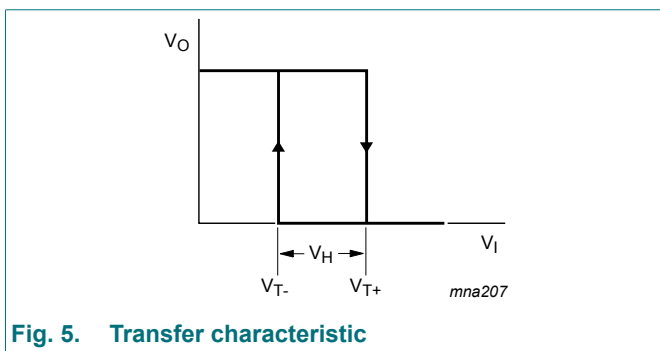 VO
VH
VI
VT-
VT+
mna207
Fig. 5. Transfer characteristic